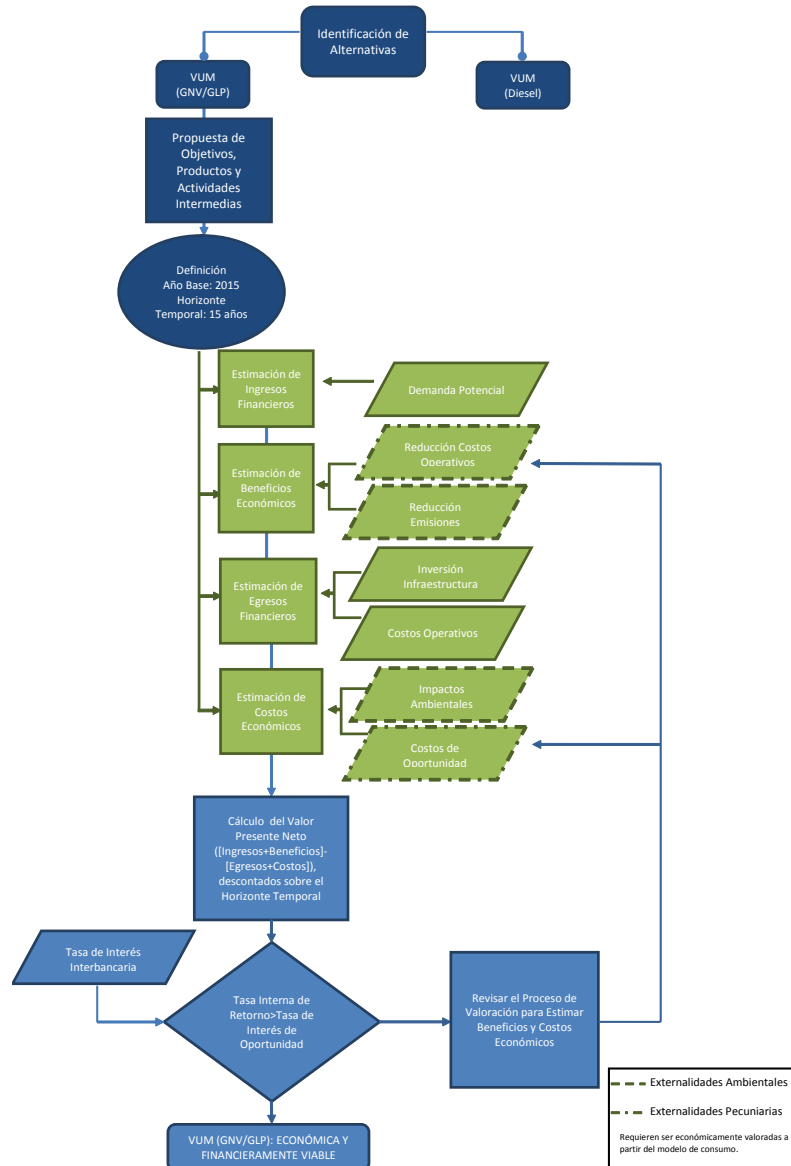 Identificación de
Alternativas
VUM
(GNV/GLP)
VUM
(Diesel)
Propuesta de
Objetivos,
Productos y
Actividades
Intermedias
Definición
Año Base: 2015
Horizonte
Temporal: 15 años
Estimación de
Ingresos
Financieros
Demanda Potencial
Estimación de
Beneficios
Económicos
Reducción Costos
Operativos
Reducción
Emisiones
Estimación de
Egresos
Financieros
Inversión
Infraestructura
Costos Operativos
Estimación de
Costos
Económicos
Impactos
Ambientales
Costos de
Oportunidad
Cálculo del Valor
Presente Neto
([Ingresos+Beneficios]-
[Egresos+Costos]),
descontados sobre el
Horizonte Temporal
Tasa de Interés
Interbancaria
Tasa Interna de
Retorno>Tasa de
Interés de
Oportunidad
Revisar el Proceso de
Valoración para Estimar
Beneficios y Costos
Económicos
VUM (GNV/GLP): ECONÓMICA Y
FINANCIERAMENTE VIABLE
Externalidades Ambientales
Externalidades Pecuniarias
Requieren ser económicamente valoradas a
partir del modelo de consumo.